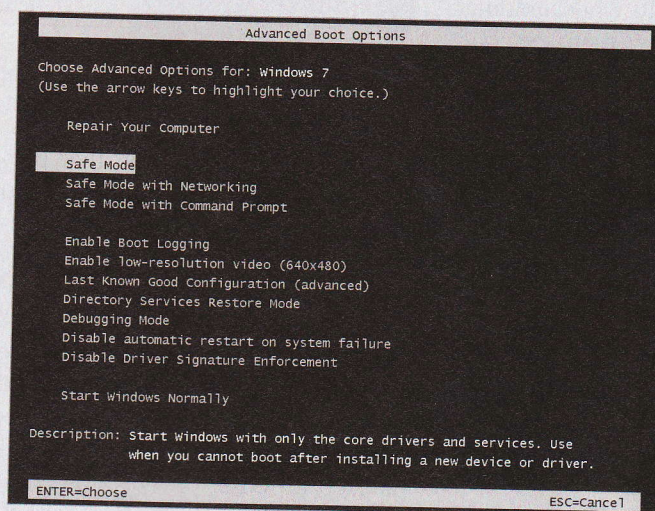 Advanced Boot Options
Choose Advanced Options for: Windows 7
(Use the arrow keys to highlight your choice.)
Repair Your Computer
Safe Mode
Safe Mode with Networking
Safe Mode with Command Prompt
Enable Boot Logging
Enable low-resolution video (640x480)
Last Known Good Configuration (advanced)
Directory Services Restore Mode
Debugging Mode
Disable automatic restart on system failure
Disable Driver Signature Enforcement
Start Windows Normally
Description: Start Windows with only the core drivers and services. Use
when you cannot boot after installing a new device or driver.
ENTER=Choose
ESC=Cancel